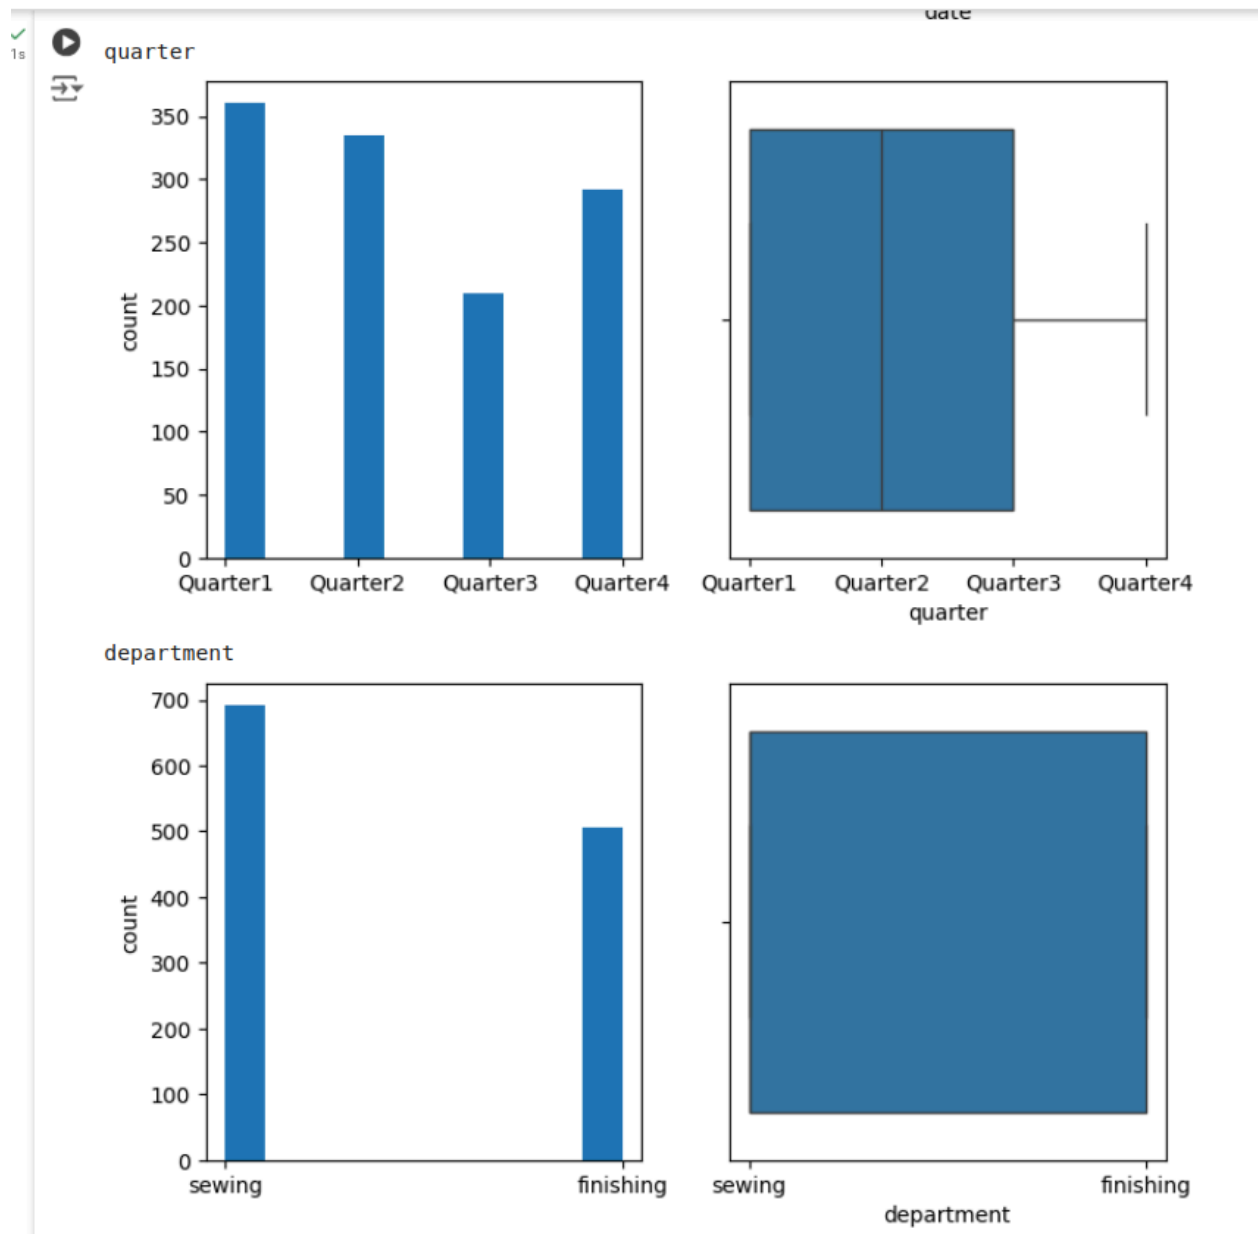 date
1s
quarter
350
300
250
200
150
100
50
0
count
Quarter1 Quarter2 Quarter3 Quarter4
Quarter1 Quarter2 Quarter3 Quarter4
quarter
department
700
600
500
400
300
200
100
0
count
sewing finishing
sewing finishing
department